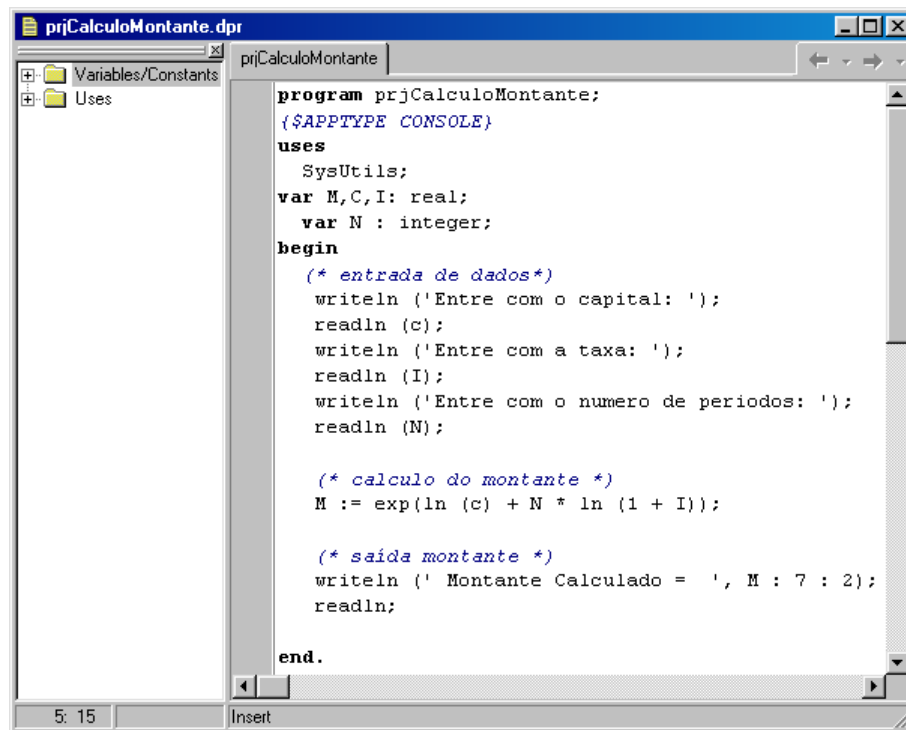 prjCalculoMontante.dpr
Variables/Constants
Uses
prjCalculoMontante
program prjCalculoMontante;
{$APPTYPE CONSOLE}
uses
SysUtils;
var M,C,I: real;
var N : integer;
begin
(* entrada de dados*)
writeln ('Entre com o capital: ');
readln (c);
writeln ('Entre com a taxa: ');
readln (I);
writeln ('Entre com o numero de periodos: ');
readln (N);
(* calculo do montante *)
M := exp(ln (c) + N * ln (1 + I));
(* saída montante *)
writeln (' Montante Calculado =  ', M : 7 : 2);
readln;
end.
5: 15
Insert